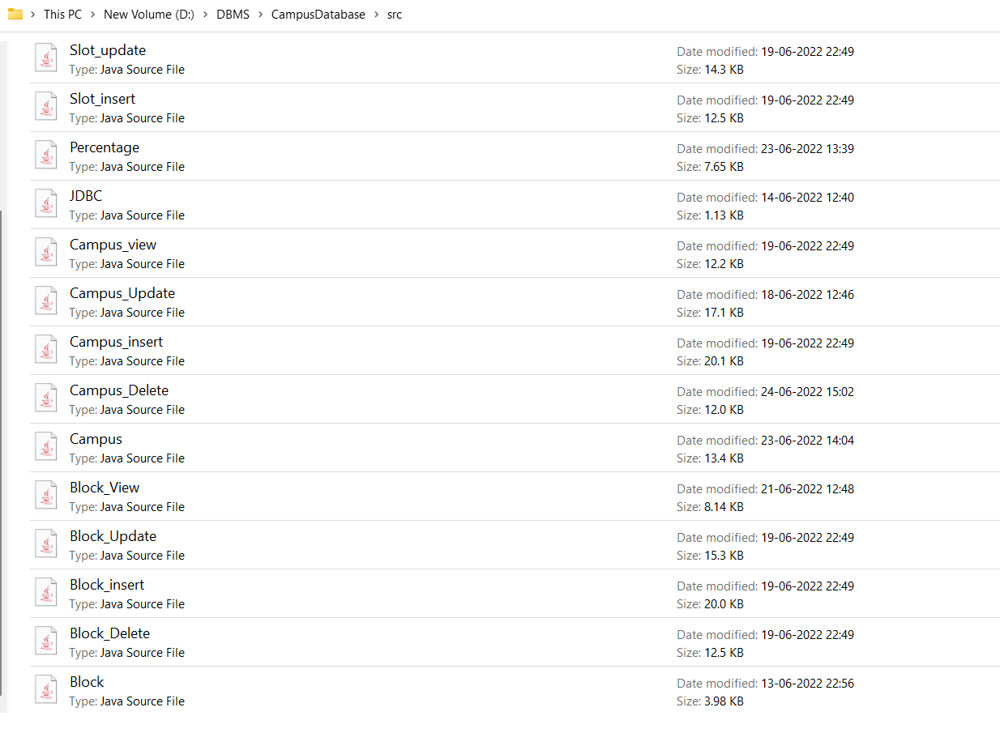 This PC > New Volume (D:) > DBMS > CampusDatabase > src
Slot_update Date modified: 19-06-2022 22:49
Type: Java Source File Size: 14.3 KB
Slot_insert Date modified: 19-06-2022 22:49
Type: Java Source File Size: 12.5 KB
Percentage Date modified: 23-06-2022 13:39
Type: Java Source File Size: 7.65 KB
JDBC Date modified: 14-06-2022 12:40
Type: Java Source File Size: 1.13 KB
Campus_view Date modified: 19-06-2022 22:49
Type: Java Source File Size: 12.2 KB
Campus_Update Date modified: 18-06-2022 12:46
Type: Java Source File Size: 17.1 KB
Campus_insert Date modified: 19-06-2022 22:49
Type: Java Source File Size: 20.1 KB
Campus_Delete Date modified: 24-06-2022 15:02
Type: Java Source File Size: 12.0 KB
Campus Date modified: 23-06-2022 14:04
Type: Java Source File Size: 13.4 KB
Block_View Date modified: 21-06-2022 12:48
Type: Java Source File Size: 8.14 KB
Block_Update Date modified: 19-06-2022 22:49
Type: Java Source File Size: 15.3 KB
Block_insert Date modified: 19-06-2022 22:49
Type: Java Source File Size: 20.0 KB
Block_Delete Date modified: 19-06-2022 22:49
Type: Java Source File Size: 12.5 KB
Block Date modified: 13-06-2022 22:56
Type: Java Source File Size: 3.98 KB